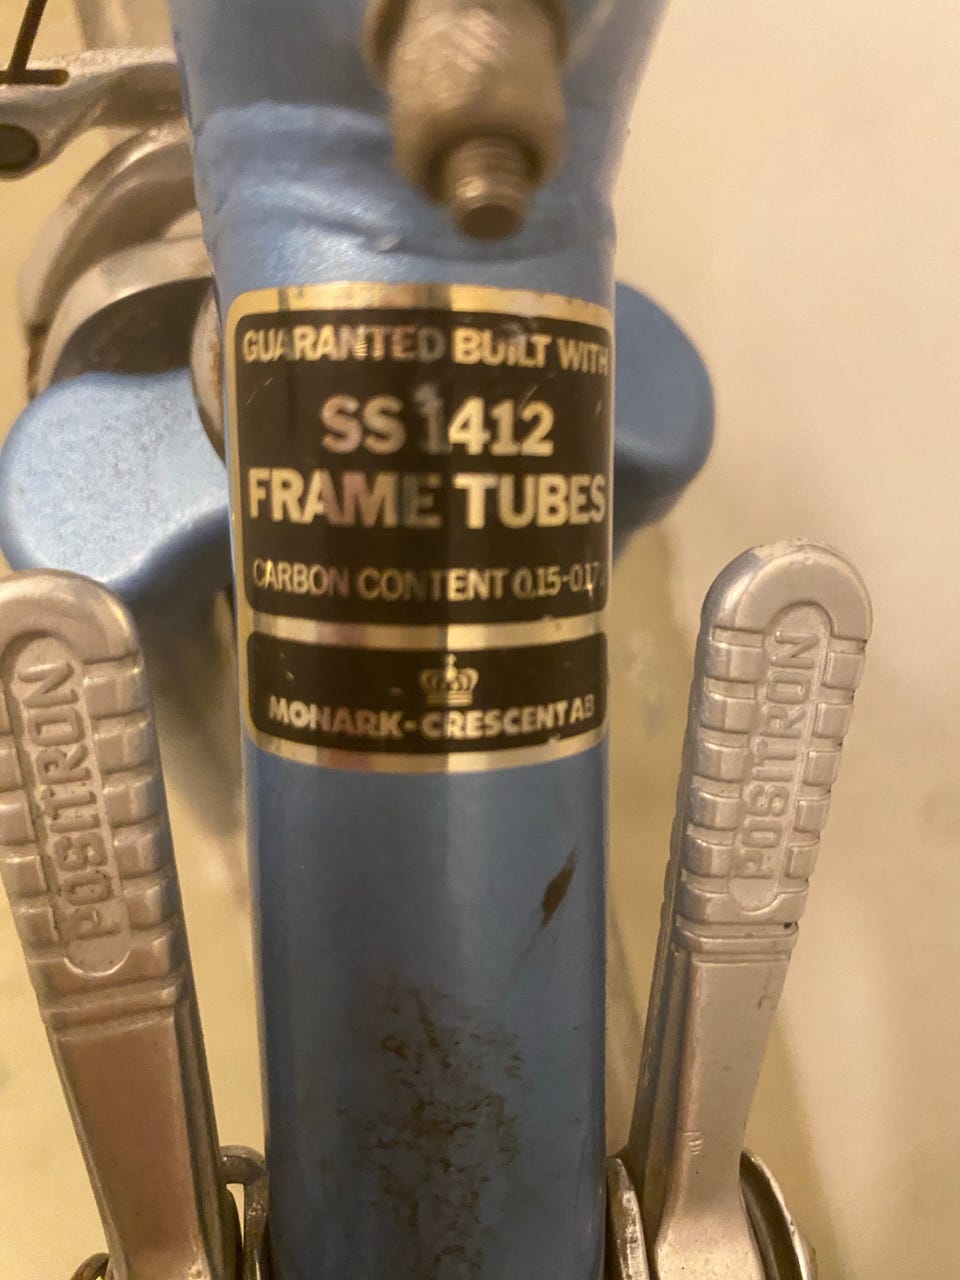 GUARANTED BUILT WITH
SS 1412
FRAME TUBES
CARBON CONTENT 0,15-0,17
MONARK-CRESCENT AB
POSITRON
POSITRON